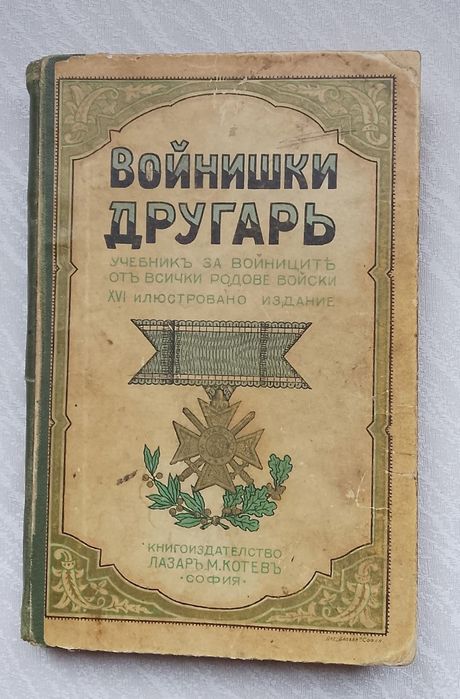 ВОЙНИШКИ
ДРУГАРЬ
УЧЕБНИКЪ ЗА ВОЙНИЦИТѢ
ОТЪ ВСИЧКИ РОДОВЕ ВОЙСКИ
XVI ИЛЮСТРОВАНО ИЗДАНИЕ
КНИГОИЗДАТЕЛСТВО
ЛАЗАРЪ.М.КОТЕВЪ
·СОФИЯ·